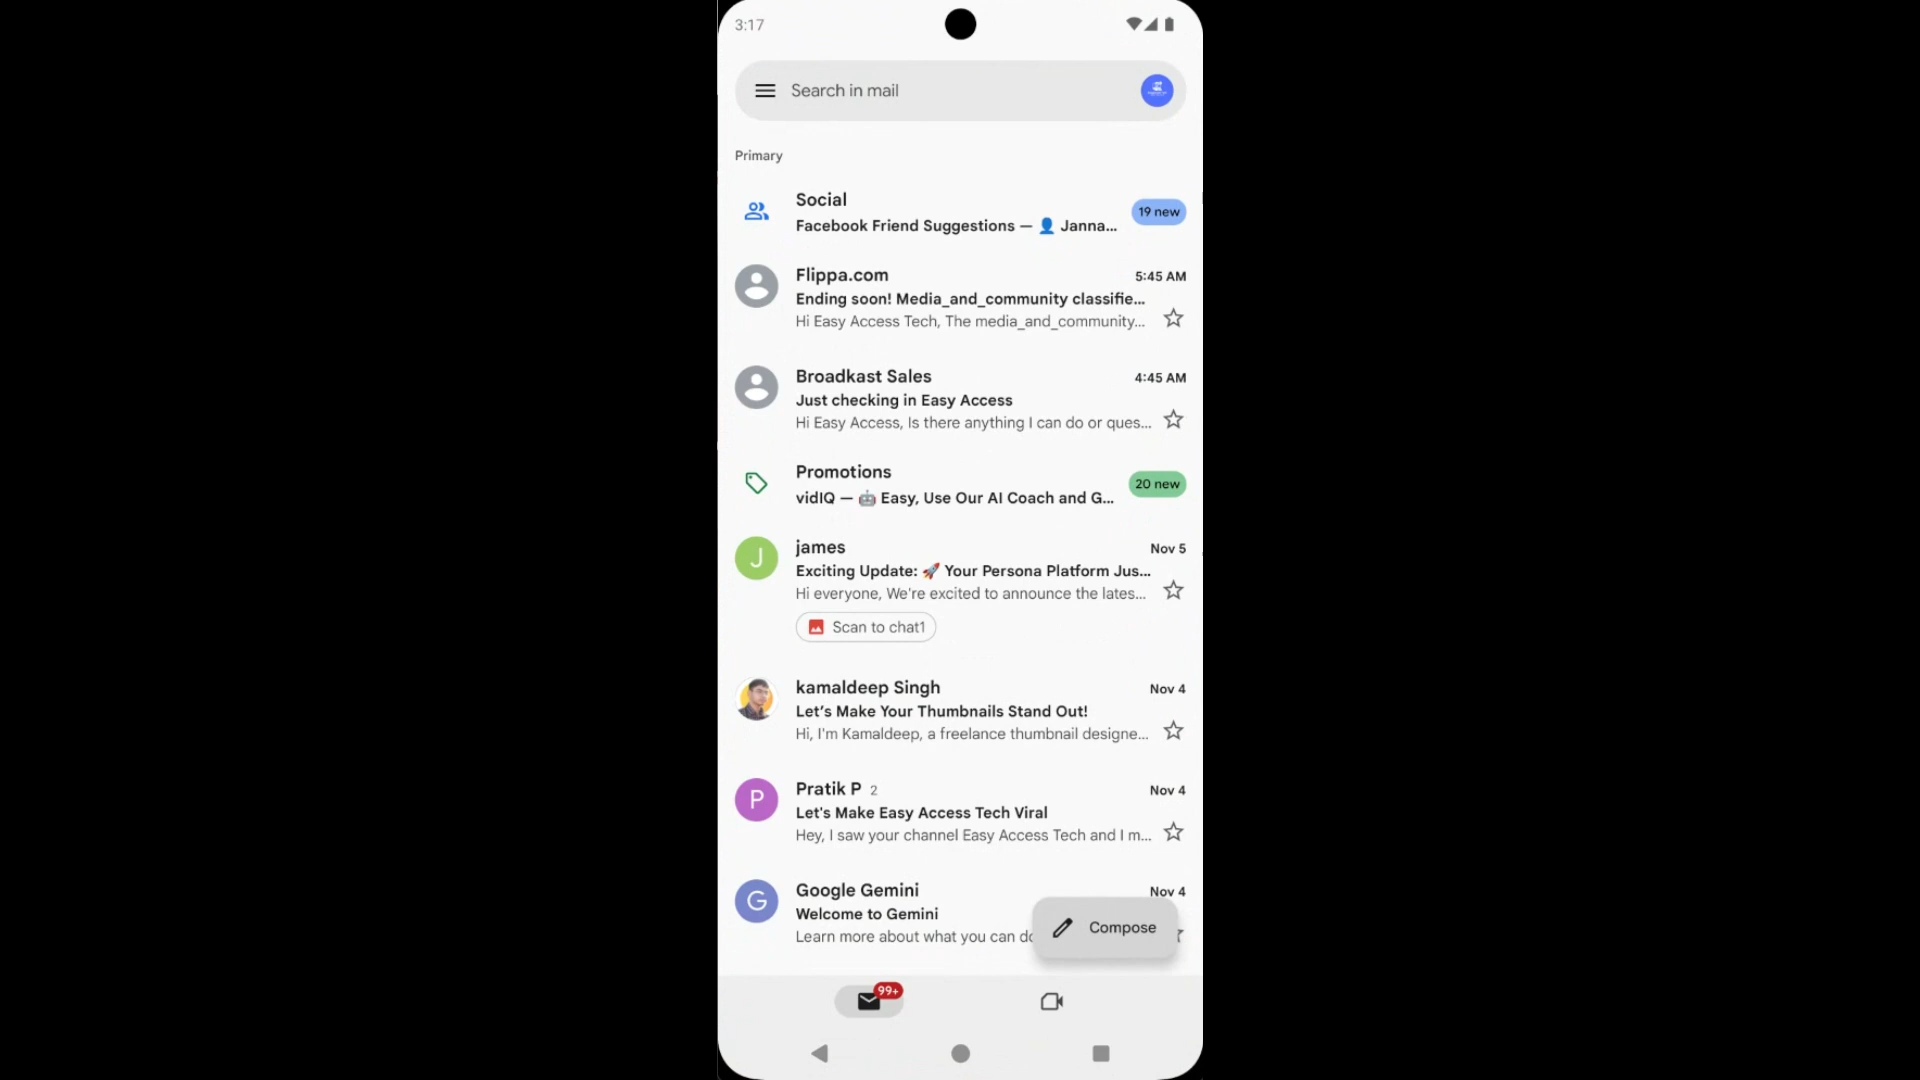 3:17
Search in mail
Primary
Social
Facebook Friend Suggestions — 👤 Janna...
19 new
Flippa.com
5:45 AM
Ending soon! Media_and_community classifie...
Hi Easy Access Tech, The media_and_community...
Broadkast Sales
4:45 AM
Just checking in Easy Access
Hi Easy Access, Is there anything I can do or ques...
Promotions
vidIQ — 🤖 Easy, Use Our AI Coach and G...
20 new
J
james
Nov 5
Exciting Update: 🚀 Your Persona Platform Jus...
Hi everyone, We're excited to announce the lates...
Scan to chat1
kamaldeep Singh
Nov 4
Let’s Make Your Thumbnails Stand Out!
Hi, I'm Kamaldeep, a freelance thumbnail designe...
P
Pratik P 2
Nov 4
Let's Make Easy Access Tech Viral
Hey, I saw your channel Easy Access Tech and I m...
G
Google Gemini
Nov 4
Welcome to Gemini
Learn more about what you can do
Compose
99+